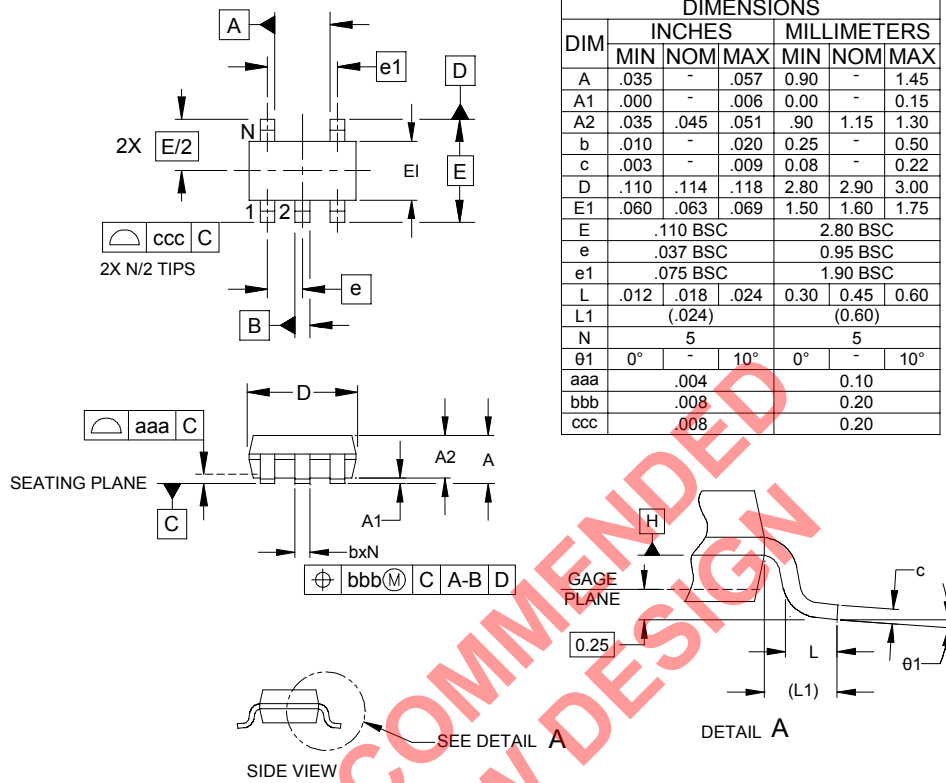 DIMENSIONS
DIM INCHES MILLIMETERS
MIN NOM MAX MIN NOM MAX
A .035 - .057 0.90 - 1.45
A1 .000 - .006 0.00 - 0.15
A2 .035 .045 .051 .90 1.15 1.30
b .010 - .020 0.25 - 0.50
c .003 - .009 0.08 - 0.22
D .110 .114 .118 2.80 2.90 3.00
E1 .060 .063 .069 1.50 1.60 1.75
E .110 BSC 2.80 BSC
e .037 BSC 0.95 BSC
e1 .075 BSC 1.90 BSC
L .012 .018 .024 0.30 0.45 0.60
L1 (.024) (0.60)
N 5 5
θ1 0° - 10° 0° - 10°
aaa .004 0.10
bbb .008 0.20
ccc .008 0.20
A
e1
D
N
2X E/2
EI
E
1 2
ccc C
2X N/2 TIPS
e
B
D
aaa C
A2 A
SEATING PLANE
C
A1
bxN
bbb Ⓜ C A-B D
H
GAGE
PLANE
c
0.25
L
θ1
(L1)
DETAIL A
SEE DETAIL A
SIDE VIEW
COMMENDED
W DESIGN